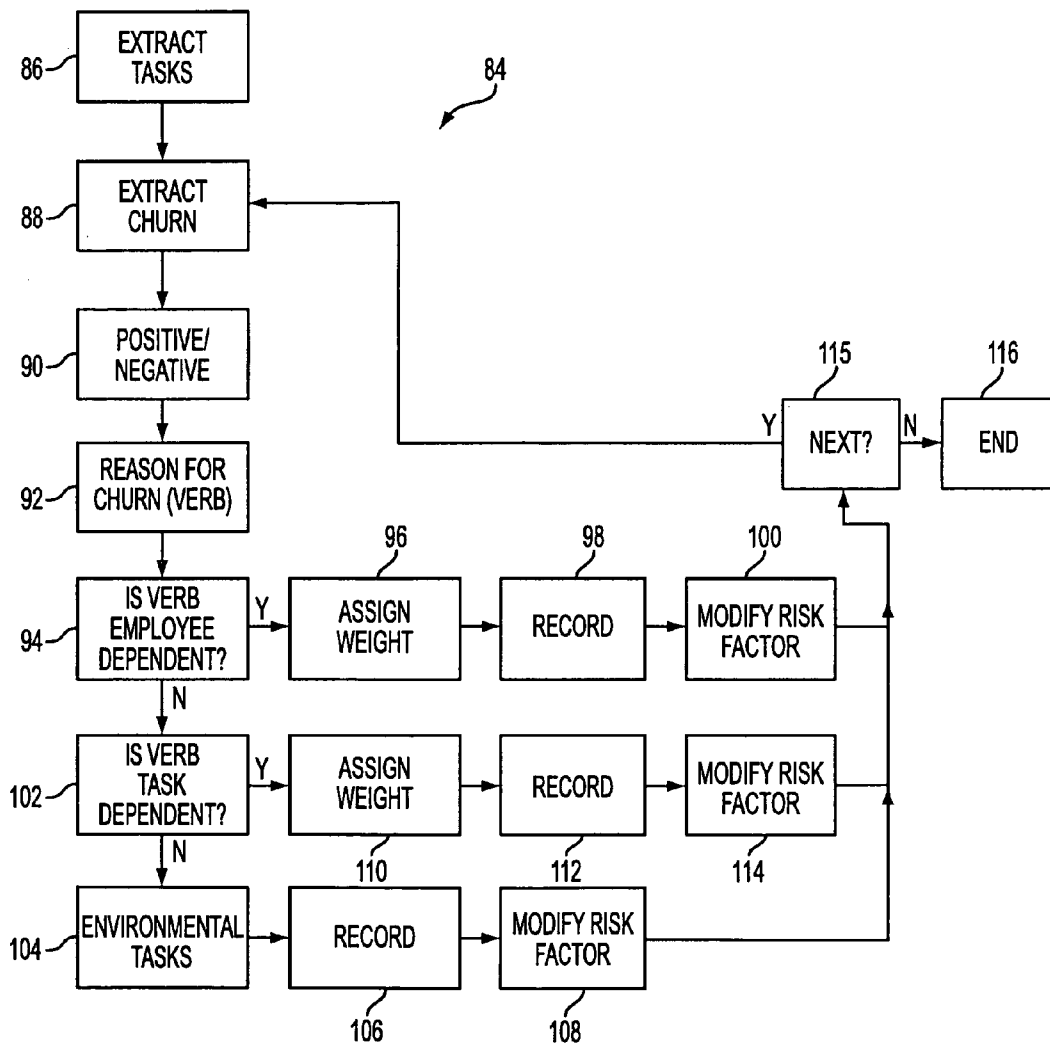 EXTRACT
TASKS
86
84
EXTRACT
CHURN
88
POSITIVE/
NEGATIVE
90
115
116
Y
NEXT?
N
END
REASON FOR
CHURN (VERB)
92
96
98
100
IS VERB
EMPLOYEE
DEPENDENT?
94
Y
ASSIGN
WEIGHT
RECORD
MODIFY RISK
FACTOR
N
IS VERB
TASK
DEPENDENT?
102
Y
ASSIGN
WEIGHT
RECORD
MODIFY RISK
FACTOR
N
110
112
114
ENVIRONMENTAL
TASKS
104
RECORD
MODIFY RISK
FACTOR
106
108